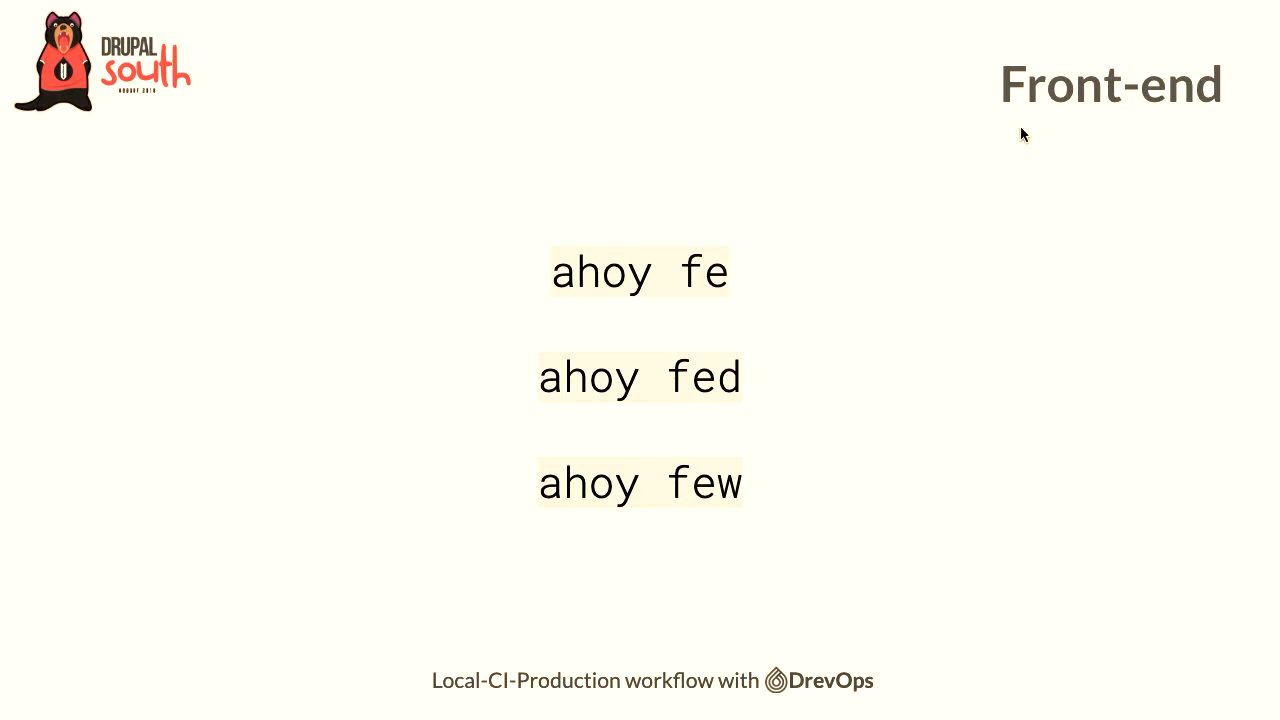 DRUPAL
south
Front-end
ahoy fe
ahoy fed
ahoy few
Local-CI-Production workflow with DrevOps